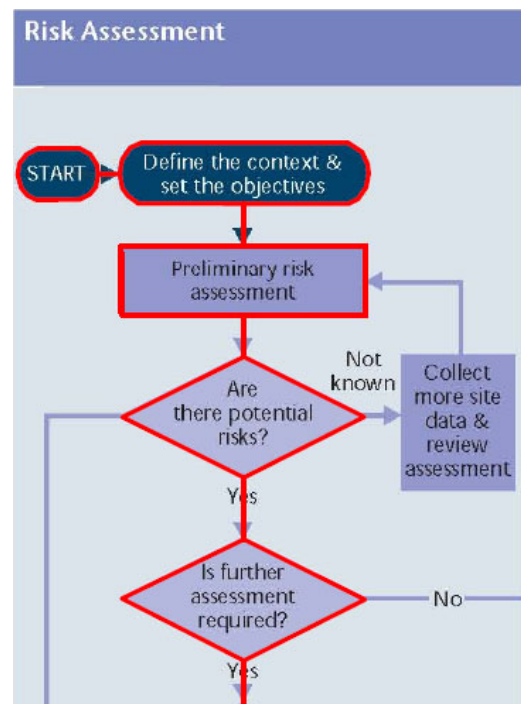 Risk Assessment
START
Define the context &
set the objectives
Preliminary risk
assessment
Are
there potential
risks?
Not
known
Collect
more site
data &
review
assessment
Yes
Is further
assessment
required?
No
Yes